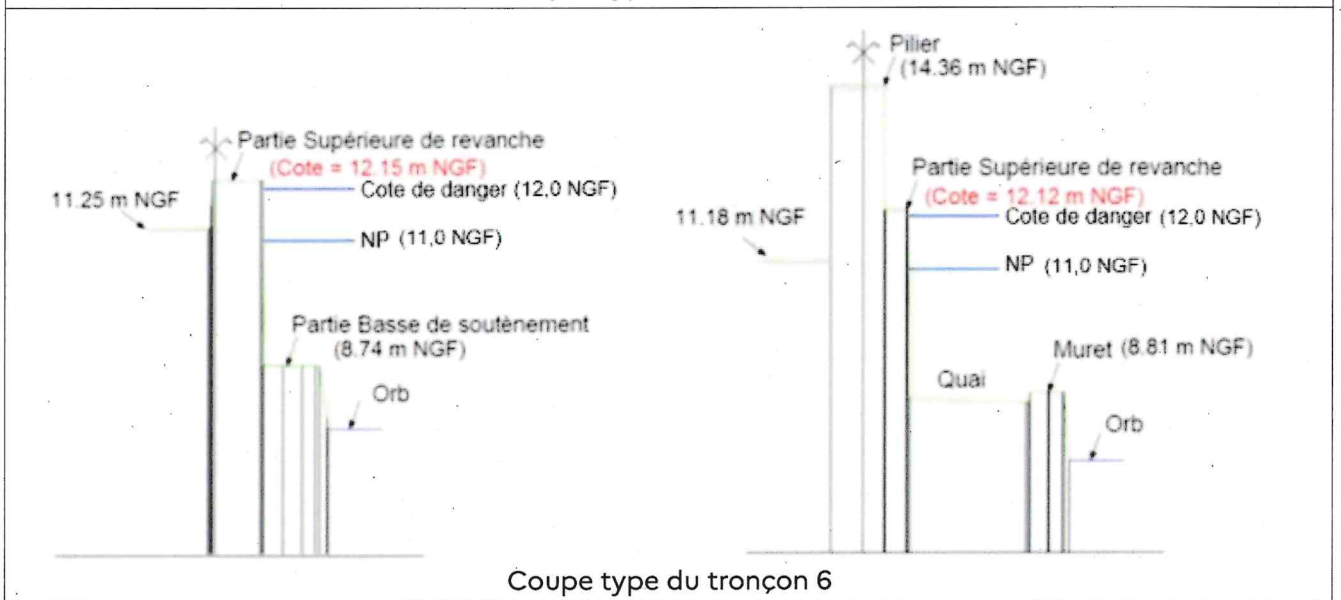 Partie Supérieure de revanche
(Cote = 12.15 m NGF)
11.25 m NGF
Cote de danger (12,0 NGF)
NP (11,0 NGF)
Partie Basse de soutènement
(8.74 m NGF)
Orb
Pilier
(14.36 m NGF)
Partie Supérieure de revanche
(Cote = 12.12 m NGF)
11.18 m NGF
Cote de danger (12,0 NGF)
NP (11,0 NGF)
Muret (8.81 m NGF)
Quai
Orb
Coupe type du tronçon 6